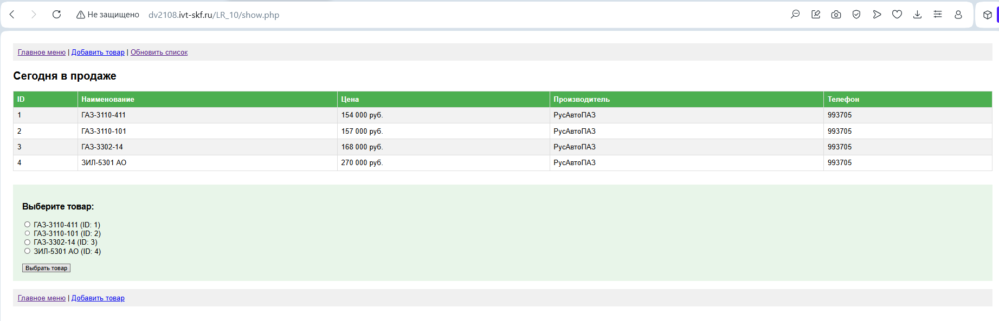 Не защищено dv2108.ivt-skf.ru/LR_10/show.php
Главное меню | Добавить товар | Обновить список
Сегодня в продаже
ID Наименование Цена Производитель Телефон
1 ГАЗ-3110-411 154 000 руб. РусАвтоПАЗ 993705
2 ГАЗ-3110-101 157 000 руб. РусАвтоПАЗ 993705
3 ГАЗ-3302-14 168 000 руб. РусАвтоПАЗ 993705
4 ЗИЛ-5301 АО 270 000 руб. РусАвтоПАЗ 993705
Выберите товар:
ГАЗ-3110-411 (ID: 1)
ГАЗ-3110-101 (ID: 2)
ГАЗ-3302-14 (ID: 3)
ЗИЛ-5301 АО (ID: 4)
Выбрать товар
Главное меню | Добавить товар